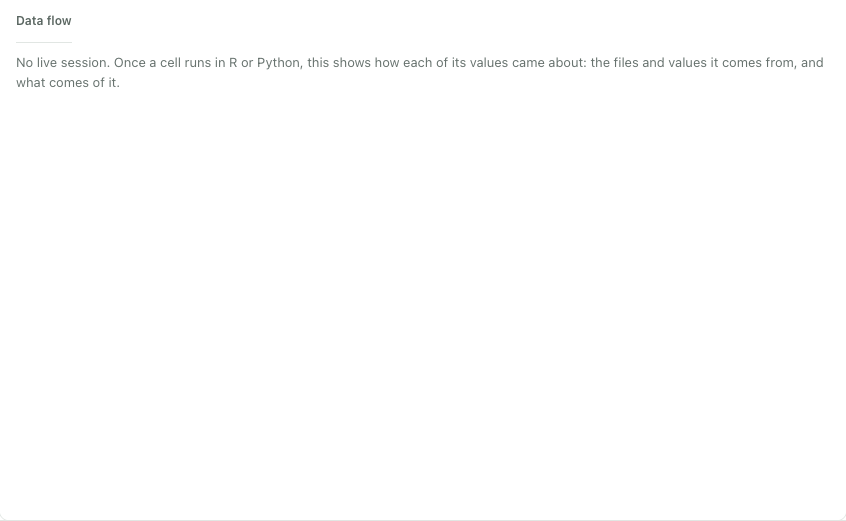 Data flow
No live session. Once a cell runs in R or Python, this shows how each of its values came about: the files and values it comes from, and
what comes of it.